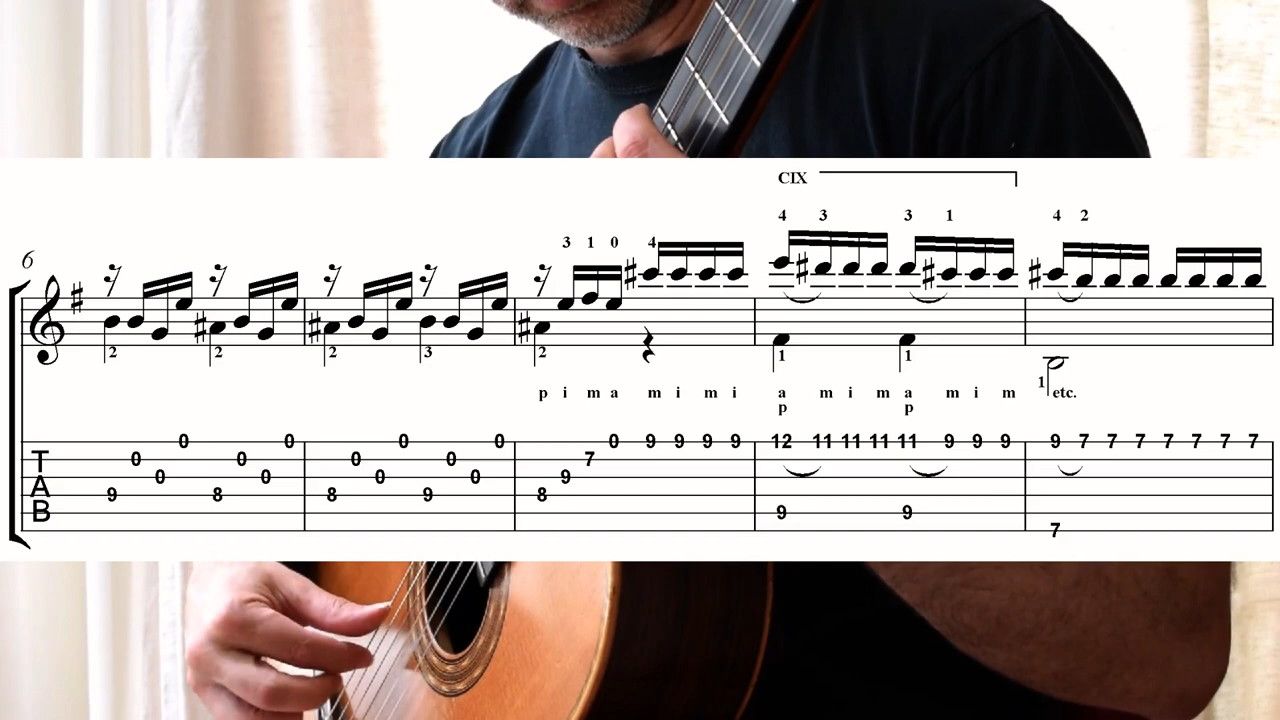 CIX
4 3 3 1 4 2
3 1 0 4
6
2 2 2 3 2 1 1
1
p i m a m i m i a m i m a m i m etc.
p p
0 0 0 0 0 9 9 9 9 12 11 11 11 11 9 9 9 9 7 7 7 7 7 7 7
T 0 0 0 0 7
0 0 0 0 9
A 9 8 8 9 8
B 9 9
7